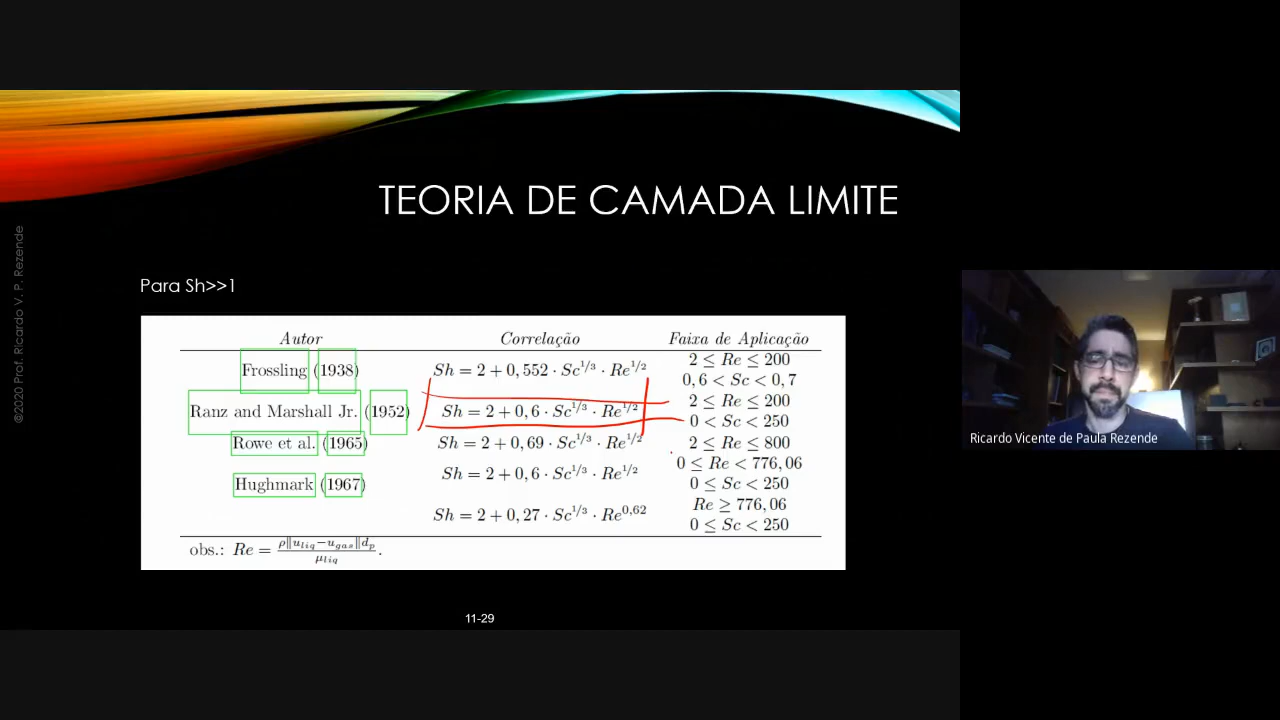 TEORIA DE CAMADA LIMITE
©2020 Prof. Ricardo V. P. Rezende
Para Sh>>1
Autor Correlação Faixa de Aplicação
Frossling (1938) Sh = 2 + 0,552 · Sc^{1/3} · Re^{1/2} 2 ≤ Re ≤ 200
0,6 < Sc < 0,7
Ranz and Marshall Jr. (1952) Sh = 2 + 0,6 · Sc^{1/3} · Re^{1/2} 2 ≤ Re ≤ 200
0 < Sc < 250
Rowe et al. (1965) Sh = 2 + 0,69 · Sc^{1/3} · Re^{1/2} 2 ≤ Re ≤ 800
Hughmark (1967) Sh = 2 + 0,6 · Sc^{1/3} · Re^{1/2} 0 ≤ Re < 776,06
0 ≤ Sc < 250
Sh = 2 + 0,27 · Sc^{1/3} · Re^{0,62} Re ≥ 776,06
0 ≤ Sc < 250
obs.: Re = ρ‖u_{liq}−u_{gas}‖d_p / μ_{liq}.
11-29
Ricardo Vicente de Paula Rezende